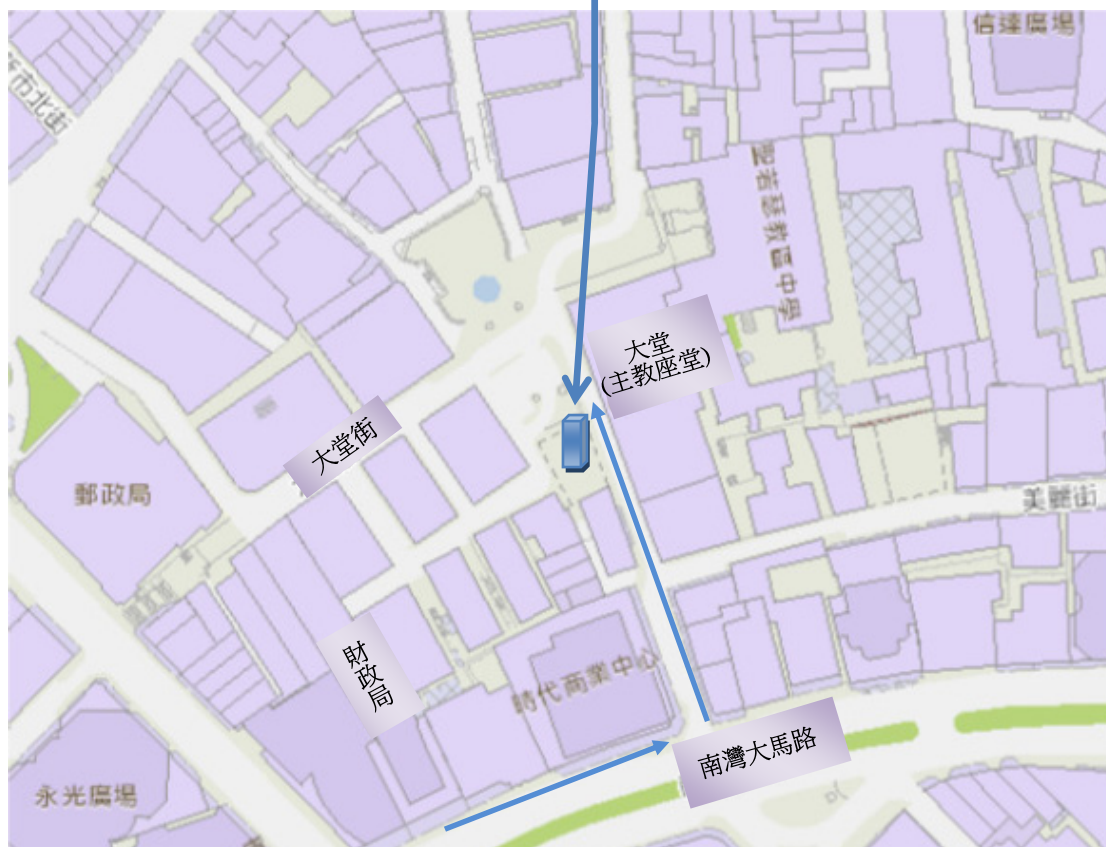 信達廣場
新市北街
聖若瑟教區中學
大堂
(主教座堂)
大堂街
郵政局
美麗街
財政局
時代商業中心
南灣大馬路
永光廣場